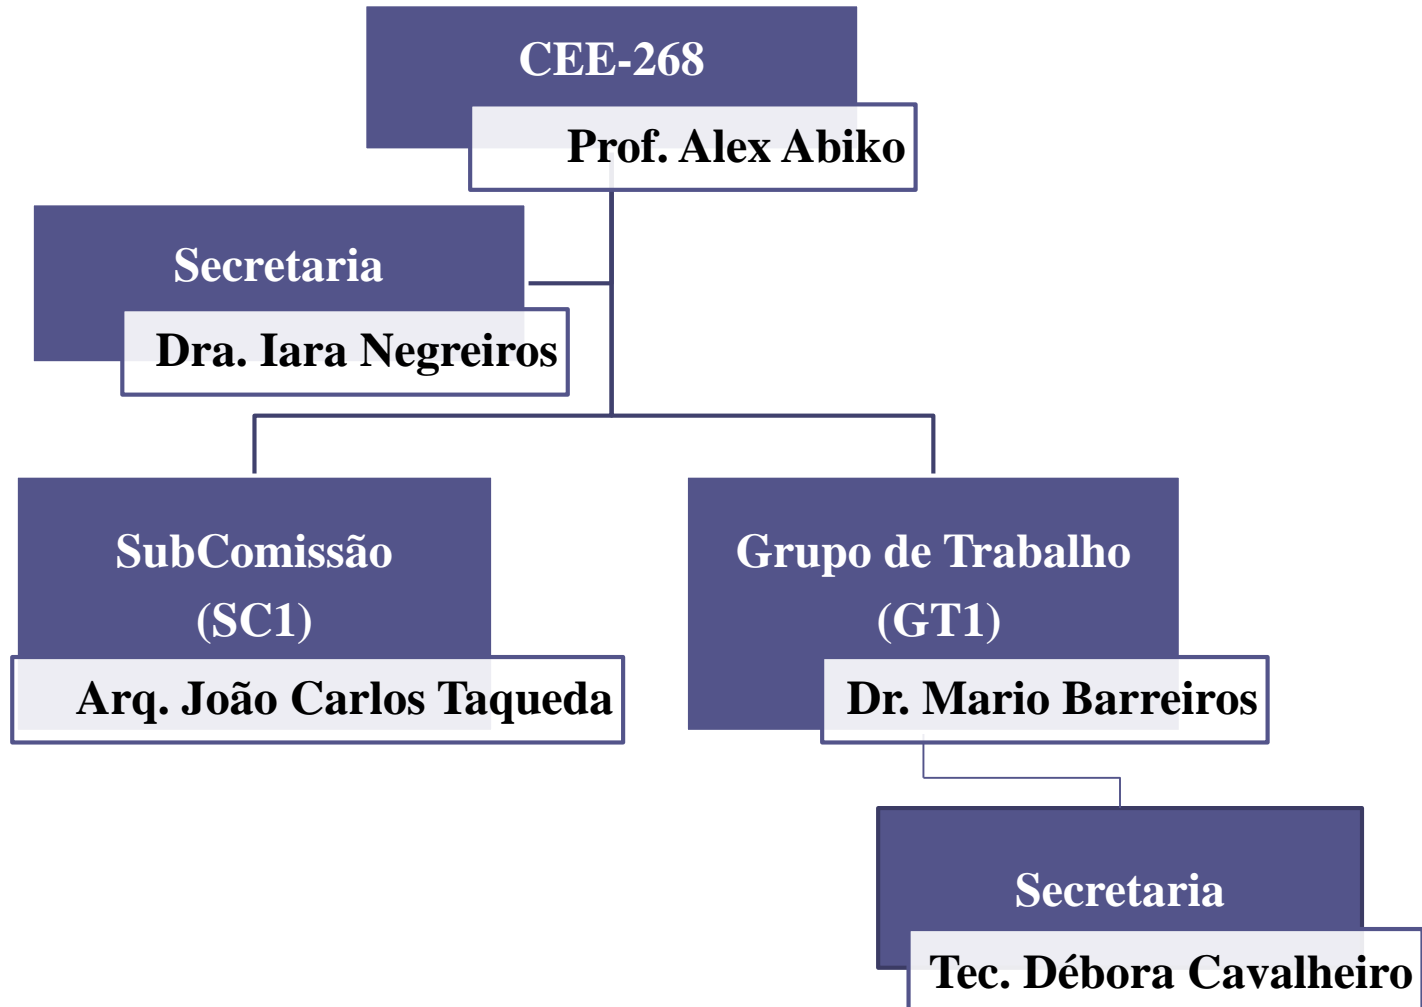 CEE-268
Prof. Alex Abiko
Secretaria
Dra. Iara Negreiros
SubComissão
(SC1)
Arq. João Carlos Taqueda
Grupo de Trabalho
(GT1)
Dr. Mario Barreiros
Secretaria
Tec. Débora Cavalheiro